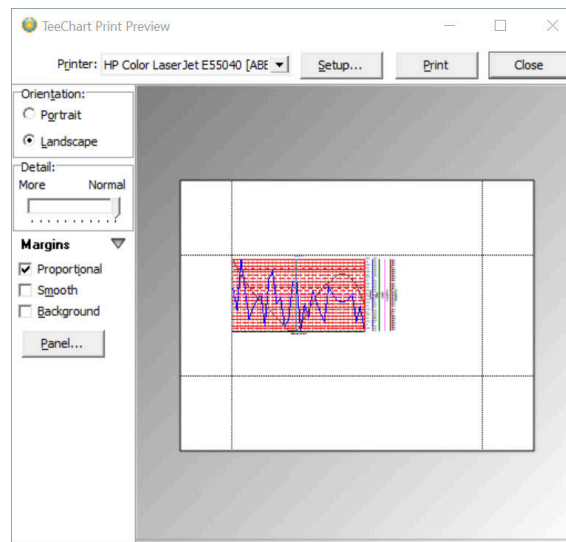 TeeChart Print Preview
Printer: HP Color LaserJet E55040 [ABE
Setup...
Print
Close
Orientation:
Portrait
Landscape
Detail:
More Normal
Margins
Proportional
Smooth
Background
Panel...